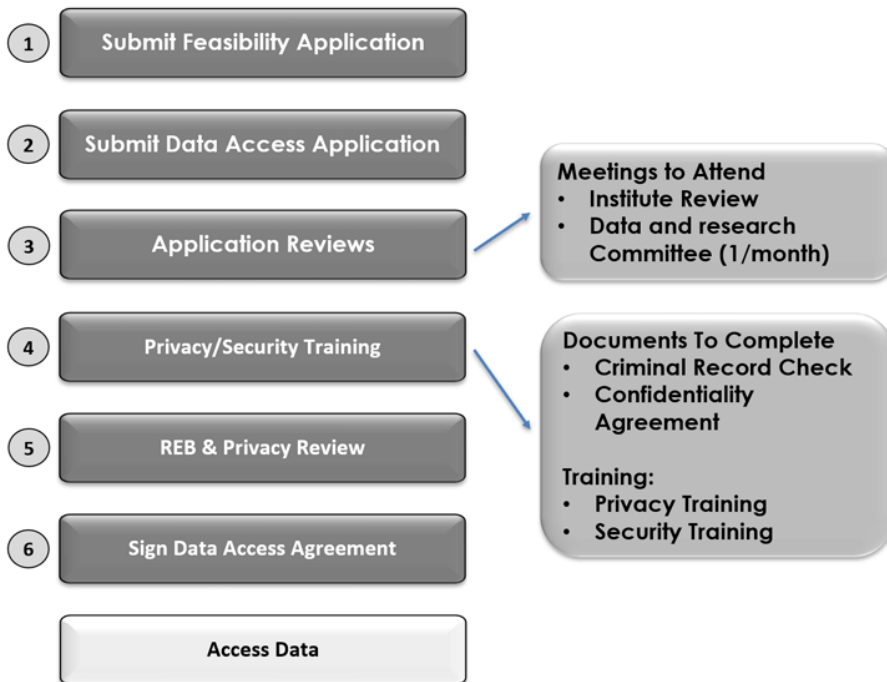 1
Submit Feasibility Application
2
Submit Data Access Application
3
Application Reviews
Meetings to Attend
• Institute Review
• Data and research
Committee (1/month)
4
Privacy/Security Training
Documents To Complete
• Criminal Record Check
• Confidentiality
Agreement
Training:
• Privacy Training
• Security Training
5
REB & Privacy Review
6
Sign Data Access Agreement
Access Data